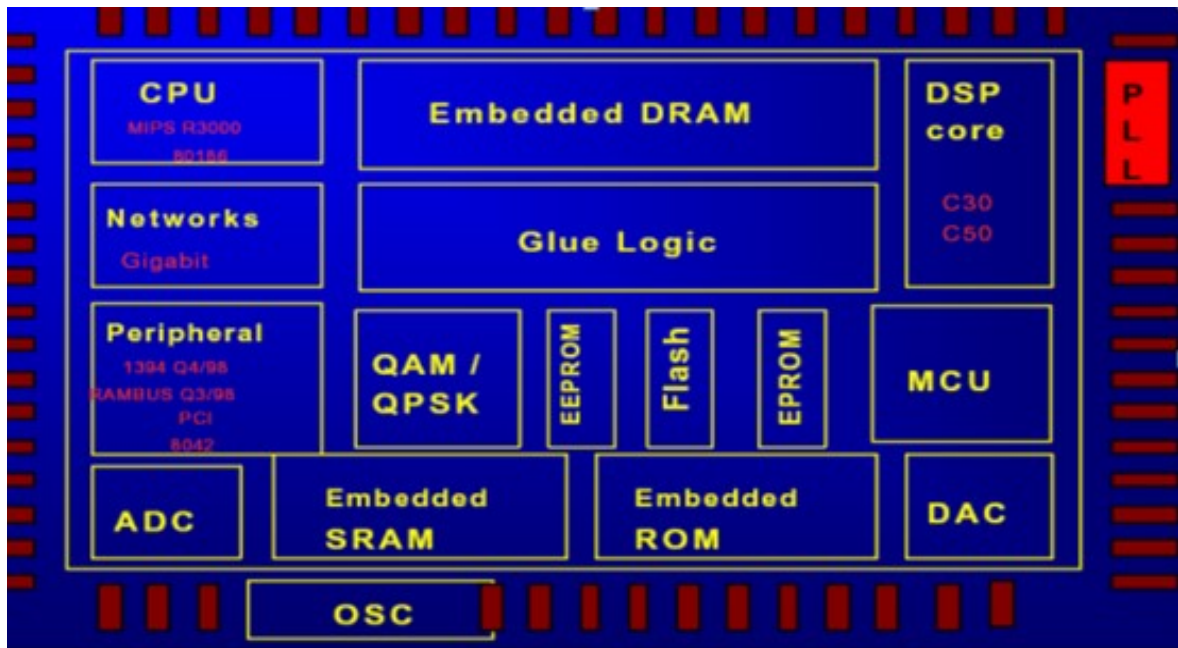 CPU
MIPS R3000
80186
Embedded DRAM
DSP
core
C30
C50
P
L
L
Networks
Gigabit
Glue Logic
Peripheral
1394 Q4/98
RAMBUS Q3/98
PCI
8042
QAM /
QPSK
EEPROM
Flash
EPROM
MCU
ADC
Embedded
SRAM
Embedded
ROM
DAC
OSC